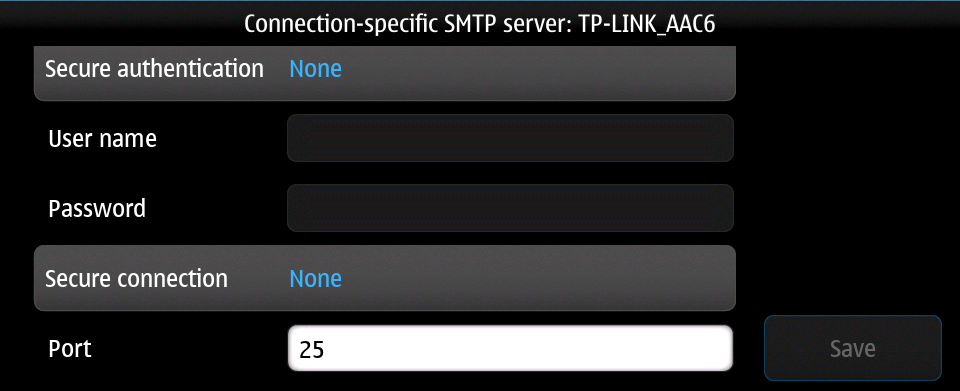 Connection-specific SMTP server: TP-LINK_AAC6
Secure authentication None
User name
Password
Secure connection None
Port 25
Save